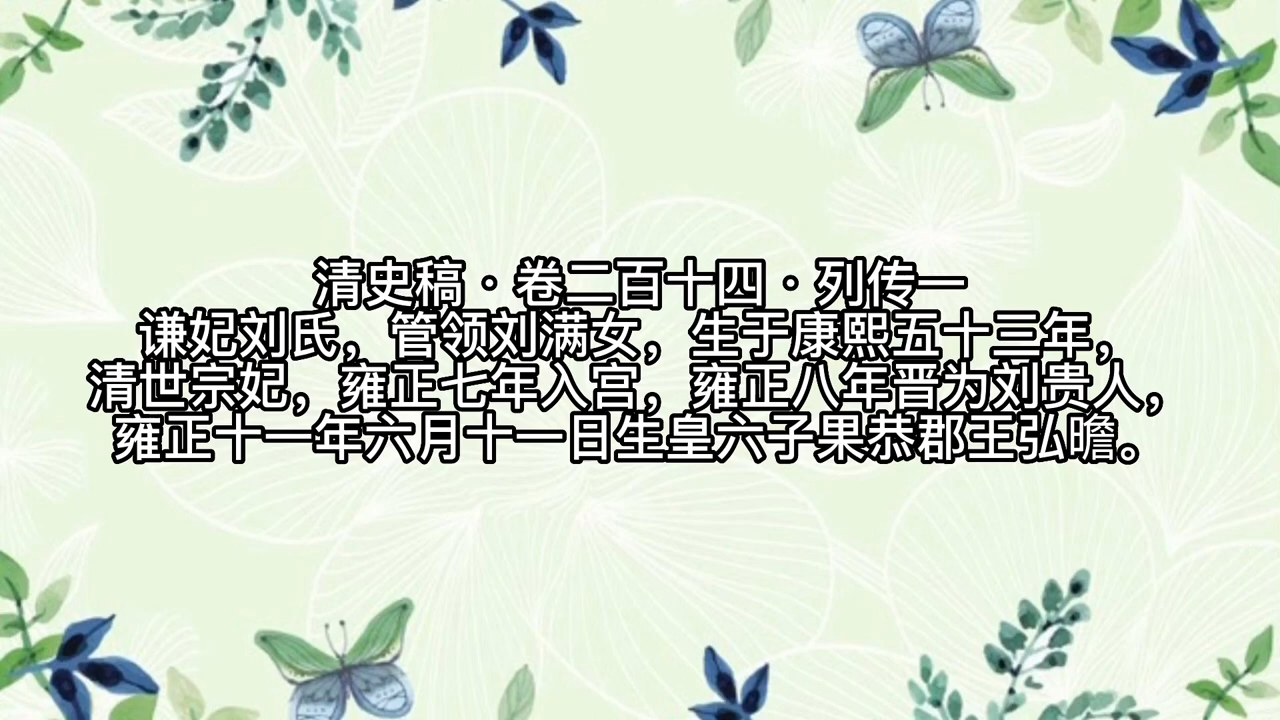 清史稿·卷二百十四·列传一
谦妃刘氏，管领刘满女，生于康熙五十三年，
清世宗妃，雍正七年入宫，雍正八年晋为刘贵人，
雍正十一年六月十一日生皇六子果恭郡王弘曕。